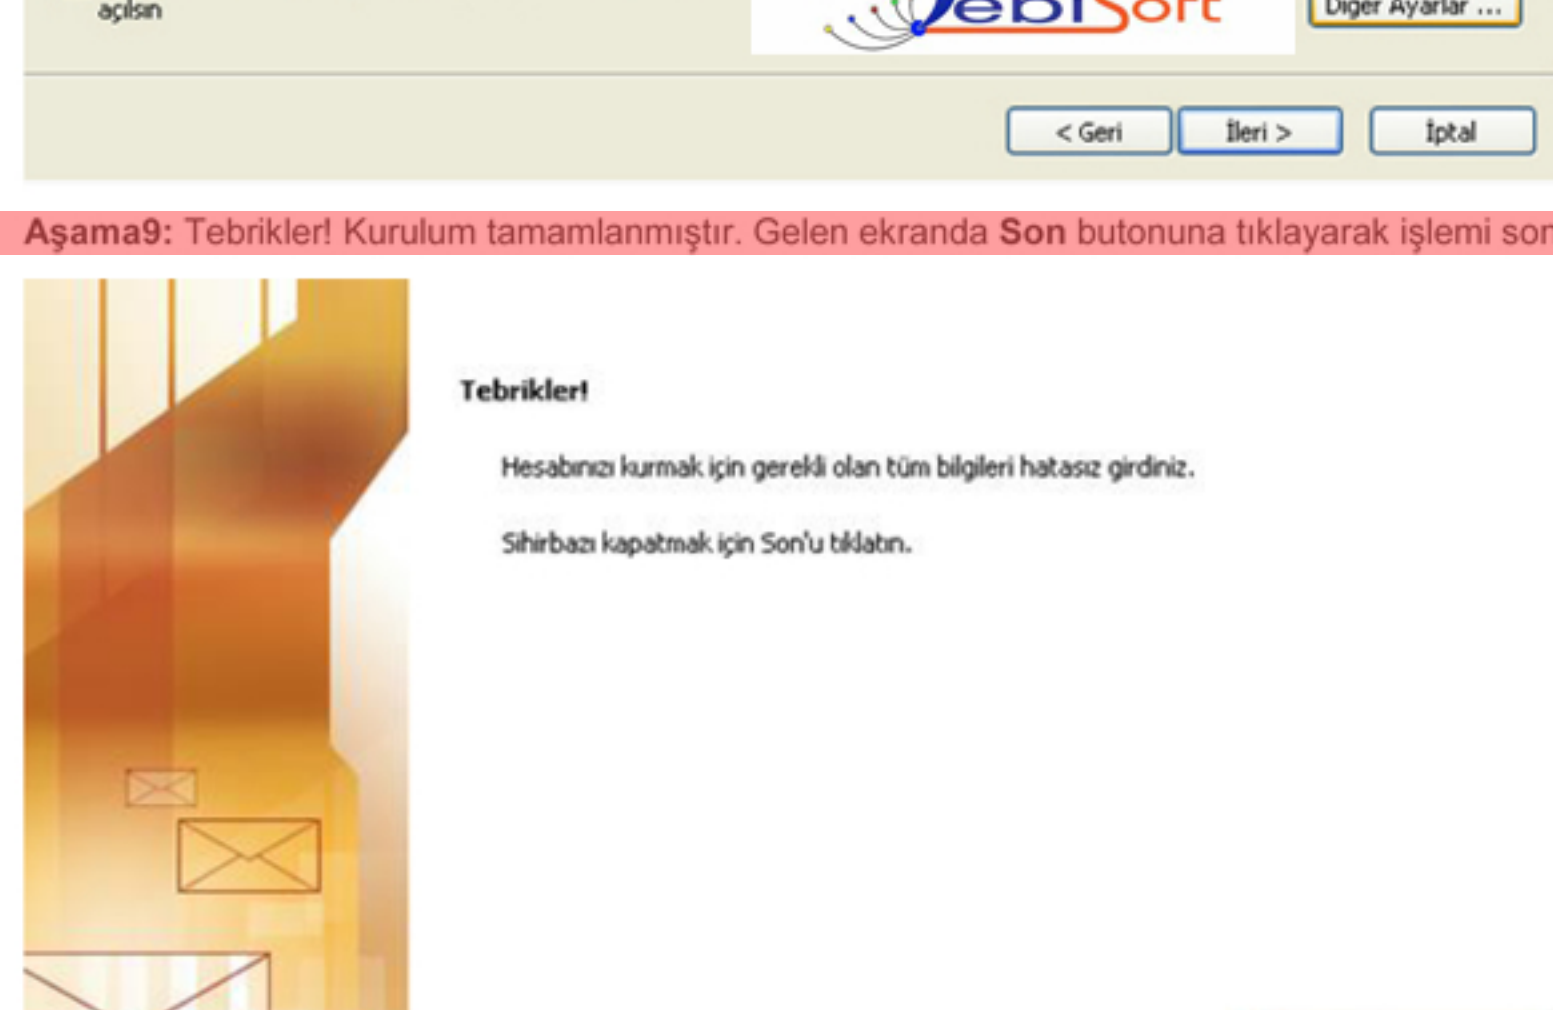 açılsın
ebiSoft
Diğer Ayarlar ...
< Geri
İleri >
İptal
Aşama9: Tebrikler! Kurulum tamamlanmıştır. Gelen ekranda Son butonuna tıklayarak işlemi son
Tebrikler!
Hesabınızı kurmak için gerekli olan tüm bilgileri hatasız girdiniz.
Sihirbazı kapatmak için Son'u tıklatın.